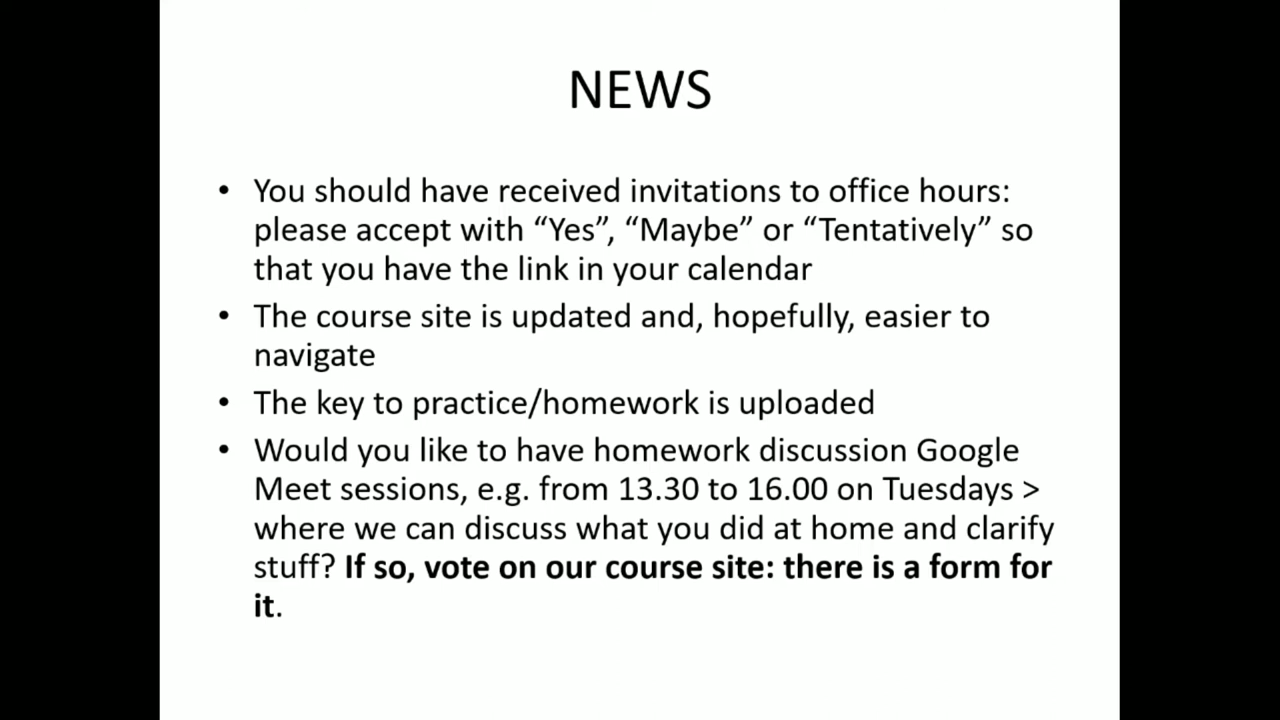 NEWS
• You should have received invitations to office hours:
please accept with “Yes”, “Maybe” or “Tentatively” so
that you have the link in your calendar
• The course site is updated and, hopefully, easier to
navigate
• The key to practice/homework is uploaded
• Would you like to have homework discussion Google
Meet sessions, e.g. from 13.30 to 16.00 on Tuesdays >
where we can discuss what you did at home and clarify
stuff? If so, vote on our course site: there is a form for
it.